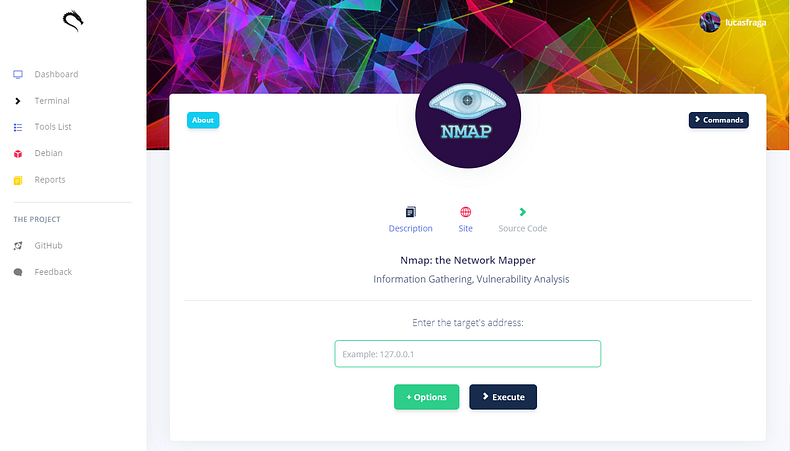 lucasfraga
Dashboard
Terminal
Tools List
Debian
Reports
THE PROJECT
GitHub
Feedback
About
NMAP
Commands
Description
Site
Source Code
Nmap: the Network Mapper
Information Gathering, Vulnerability Analysis
Enter the target's address:
Example: 127.0.0.1
+ Options
Execute